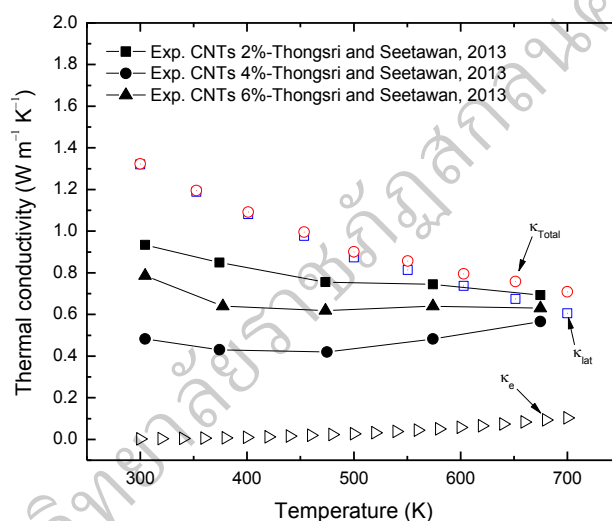 Exp. CNTs 2%-Thongsri and Seetawan, 2013
Exp. CNTs 4%-Thongsri and Seetawan, 2013
Exp. CNTs 6%-Thongsri and Seetawan, 2013
Thermal conductivity (W m⁻¹ K⁻¹)
2.0
1.8
1.6
1.4
1.2
1.0
0.8
0.6
0.4
0.2
0.0
κTotal
κlat
κe
300
400
500
600
700
Temperature (K)